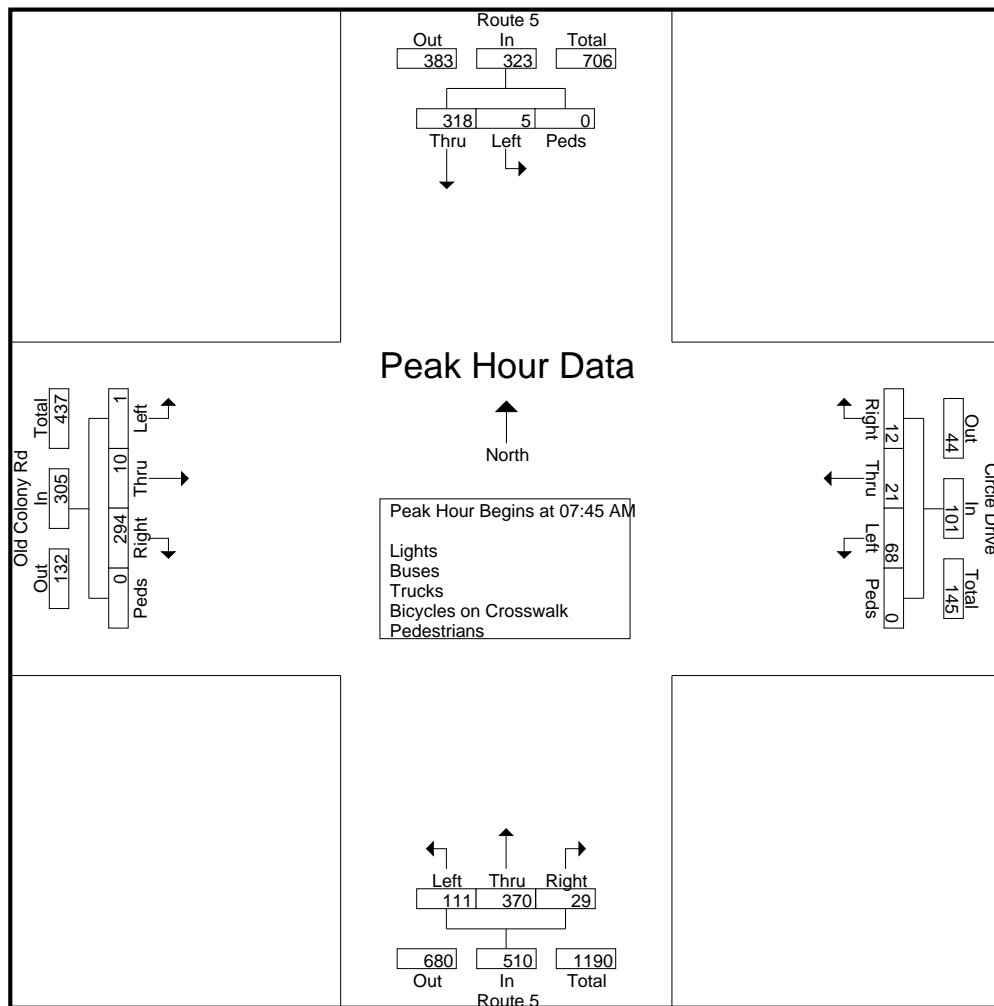 Route 5
Out In Total
383 323 706
318 5 0
Thru Left Peds
Peak Hour Data
North
Peak Hour Begins at 07:45 AM
Lights
Buses
Trucks
Bicycles on Crosswalk
Pedestrians
Old Colony Rd
Out In Total
132 305 437
Left Thru Right Peds
1 10 294 0
Circle Drive
Out In Total
44 101 145
12 21 68 0
Right Thru Left Peds
Left Thru Right
111 370 29
680 510 1190
Out In Total
Route 5